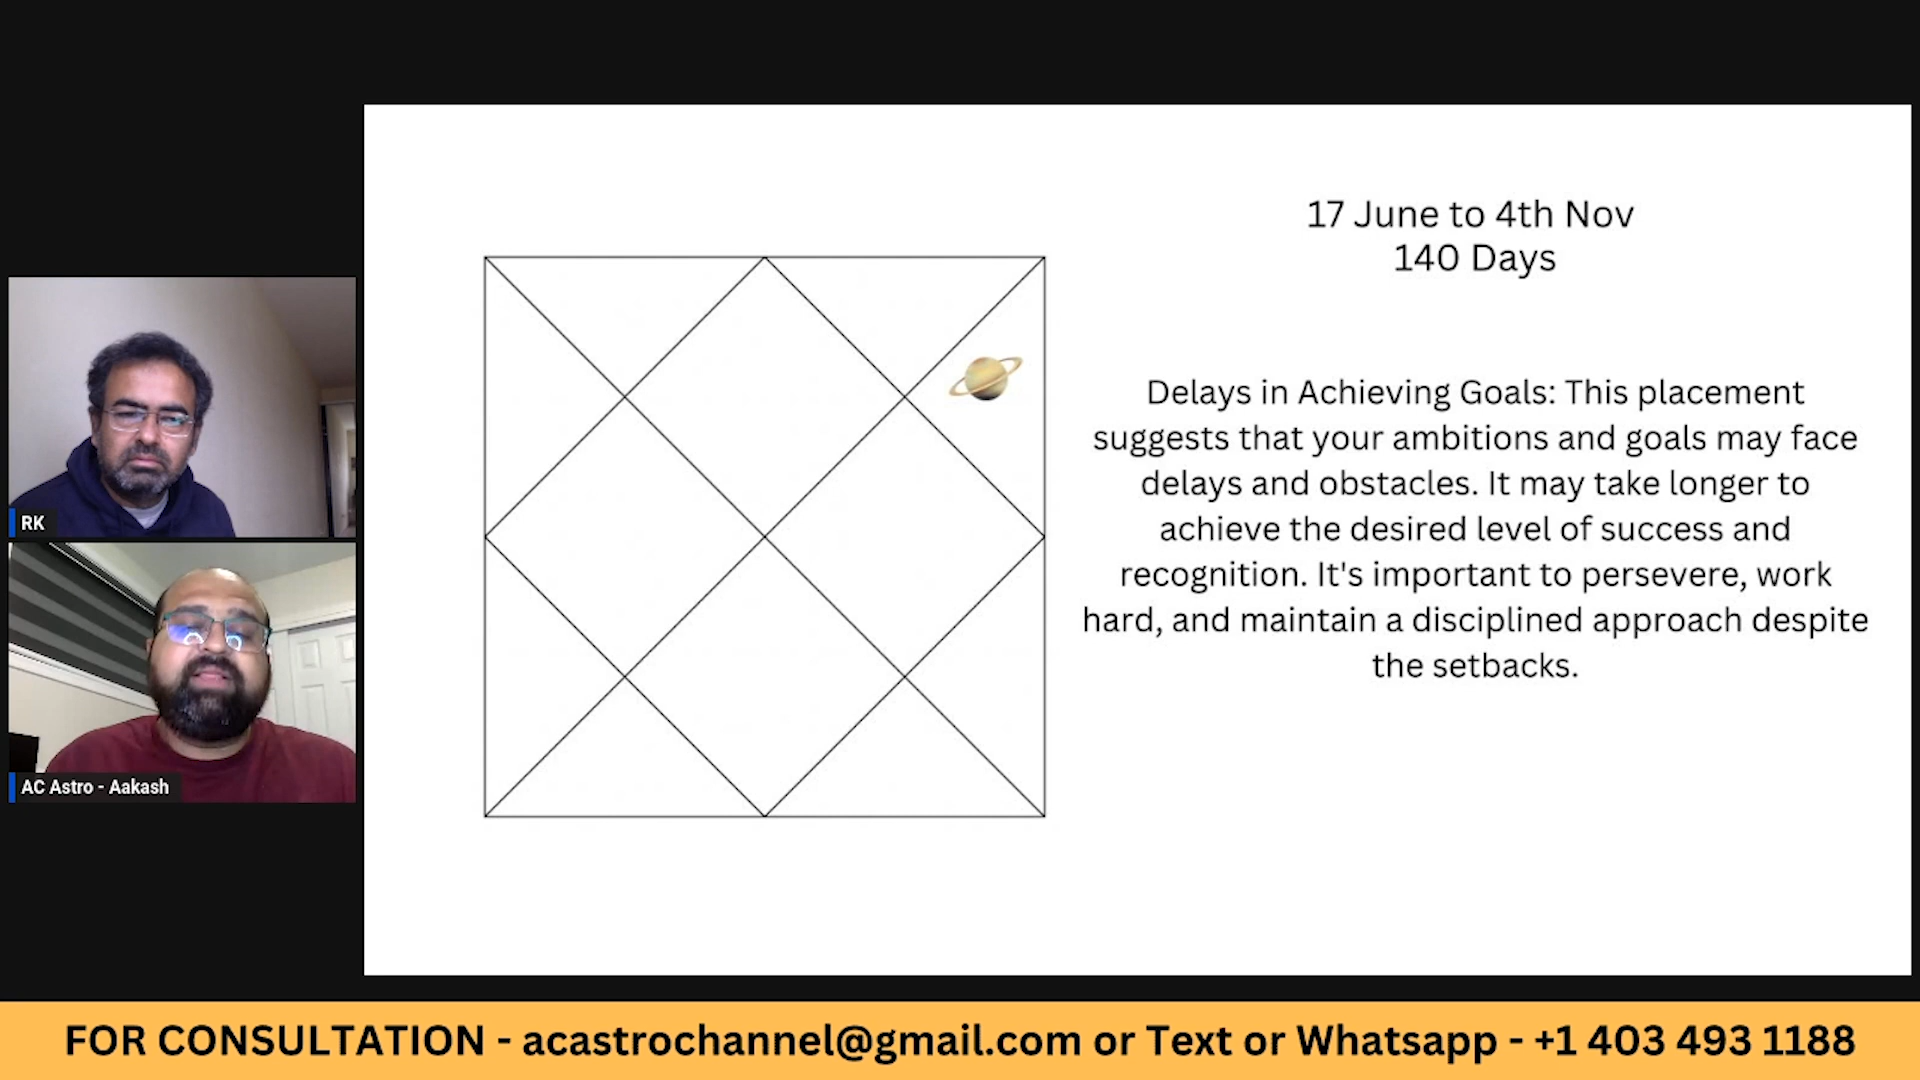 17 June to 4th Nov
140 Days
Delays in Achieving Goals: This placement
suggests that your ambitions and goals may face
delays and obstacles. It may take longer to
achieve the desired level of success and
recognition. It's important to persevere, work
hard, and maintain a disciplined approach despite
the setbacks.
RK
AC Astro - Aakash
FOR CONSULTATION - acastrochannel@gmail.com or Text or Whatsapp - +1 403 493 1188